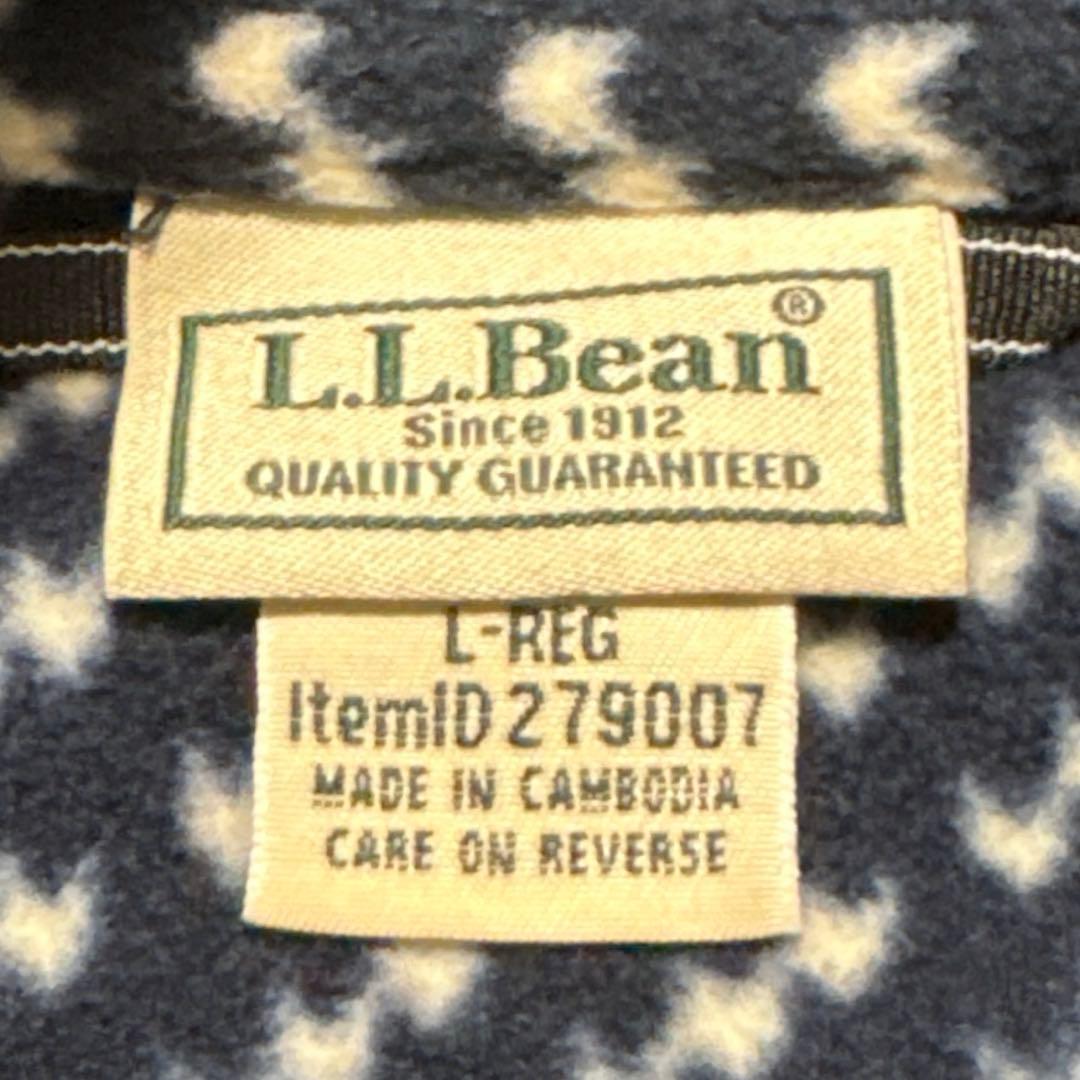 L.L.Bean®
Since 1912
QUALITY GUARANTEED
L-REG
ItemID 279007
MADE IN CAMBODIA
CARE ON REVERSE